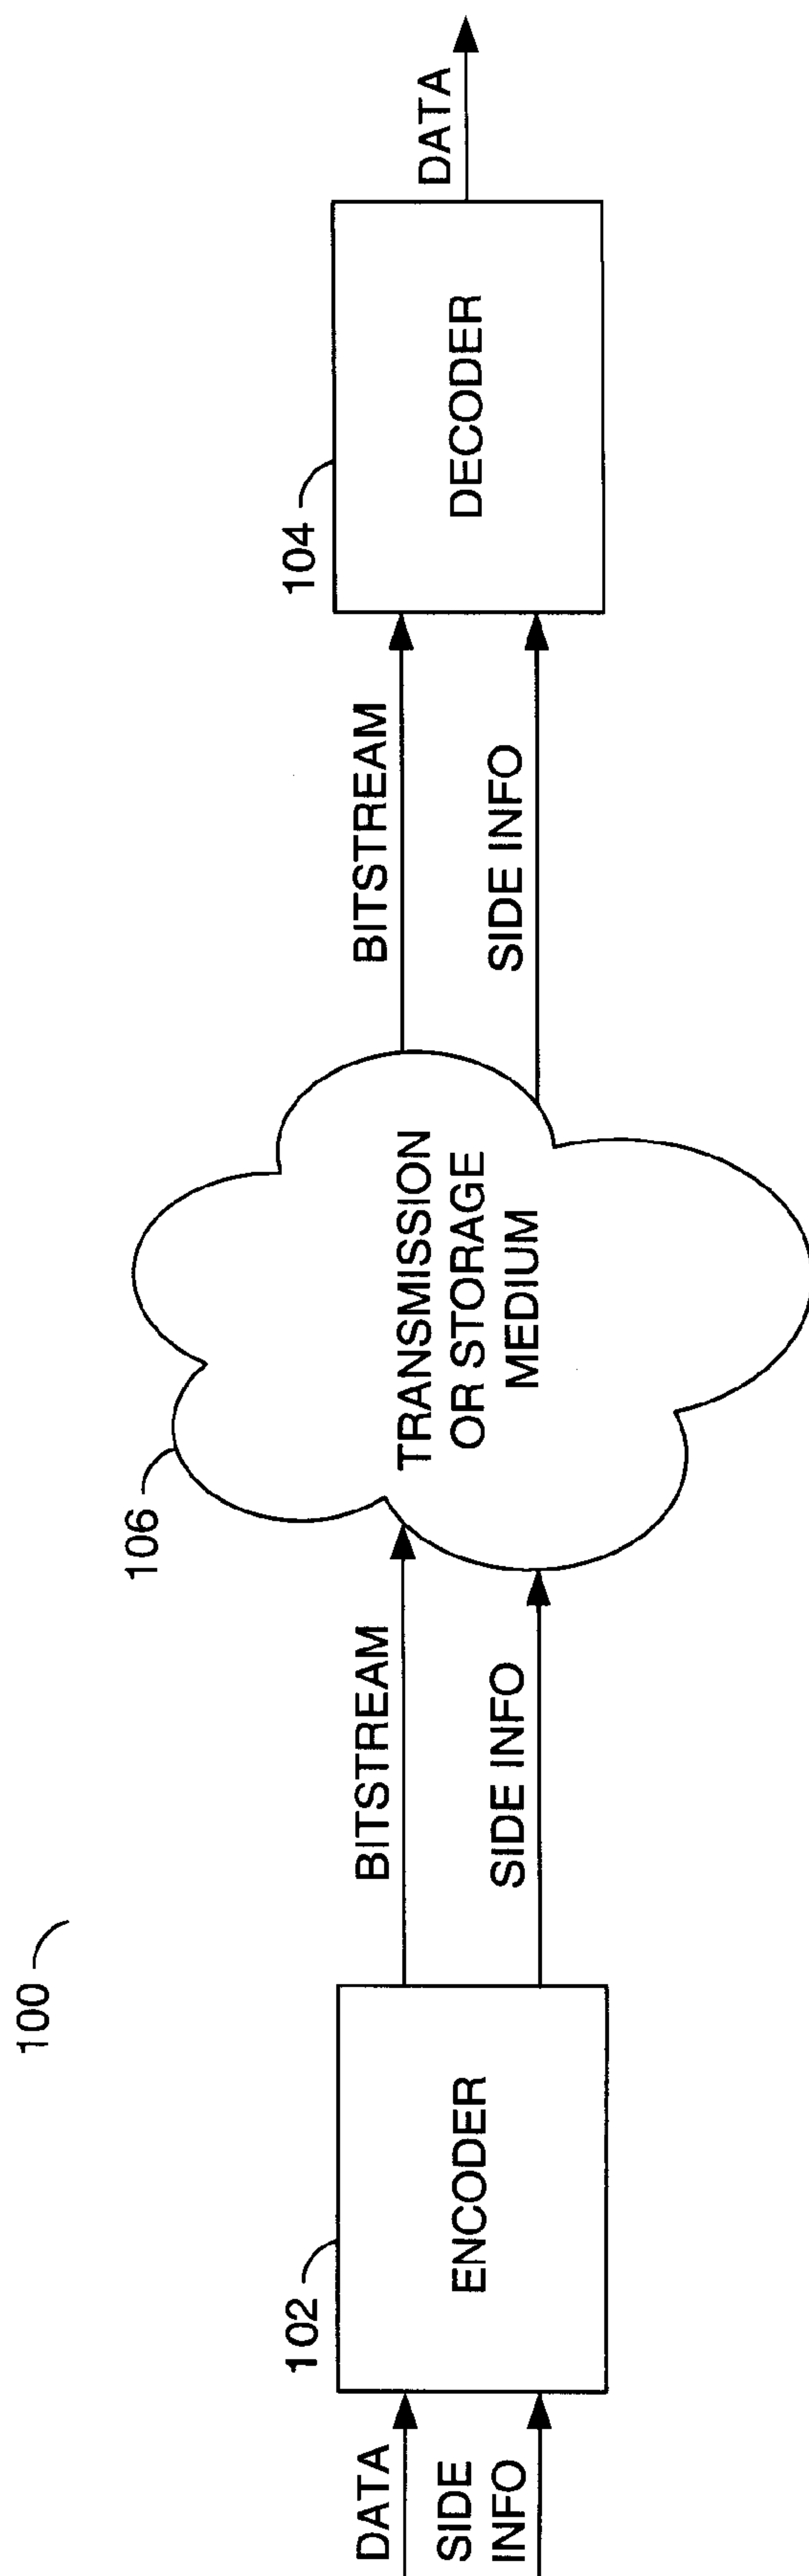 100
DATA
SIDE
INFO
102
ENCODER
BITSTREAM
SIDE INFO
106
TRANSMISSION
OR STORAGE
MEDIUM
BITSTREAM
SIDE INFO
104
DECODER
DATA